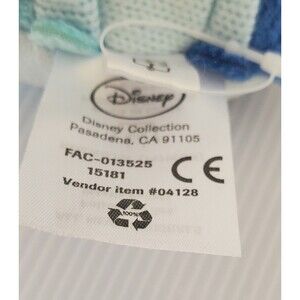 Disney
Disney Collection
Pasadena, CA 91105
FAC-013525
15181
CE
Vendor item #04128
100%